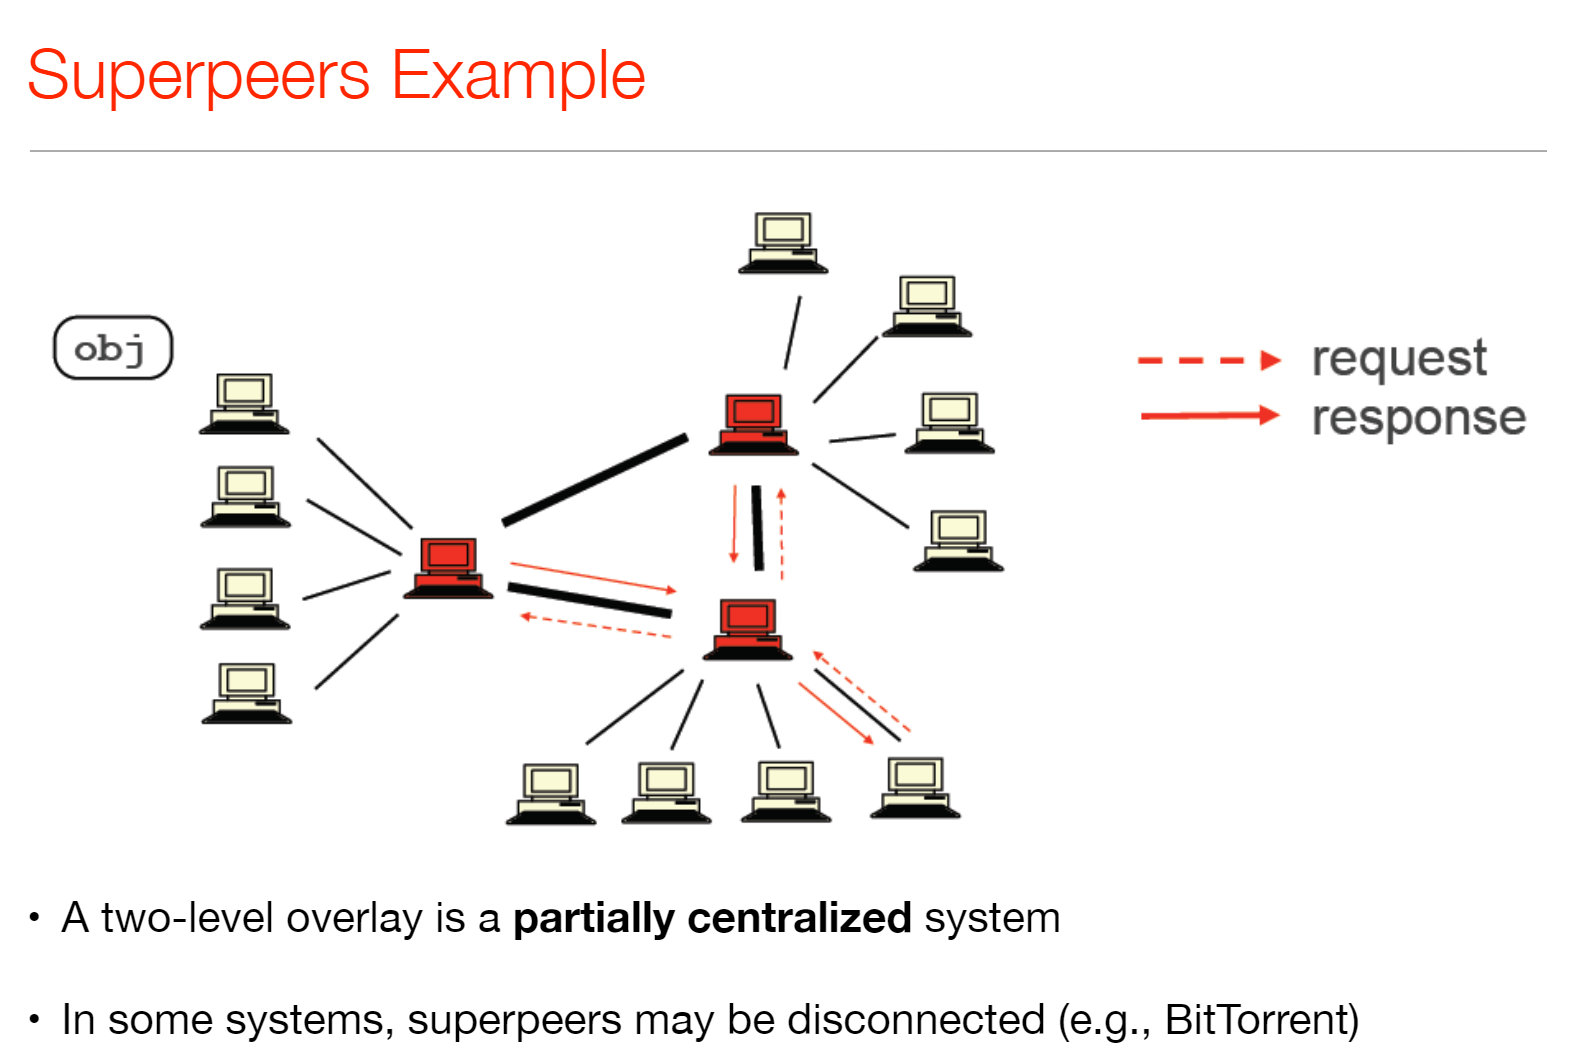 Superpeers Example
obj
request
response
• A two-level overlay is a partially centralized system
• In some systems, superpeers may be disconnected (e.g., BitTorrent)